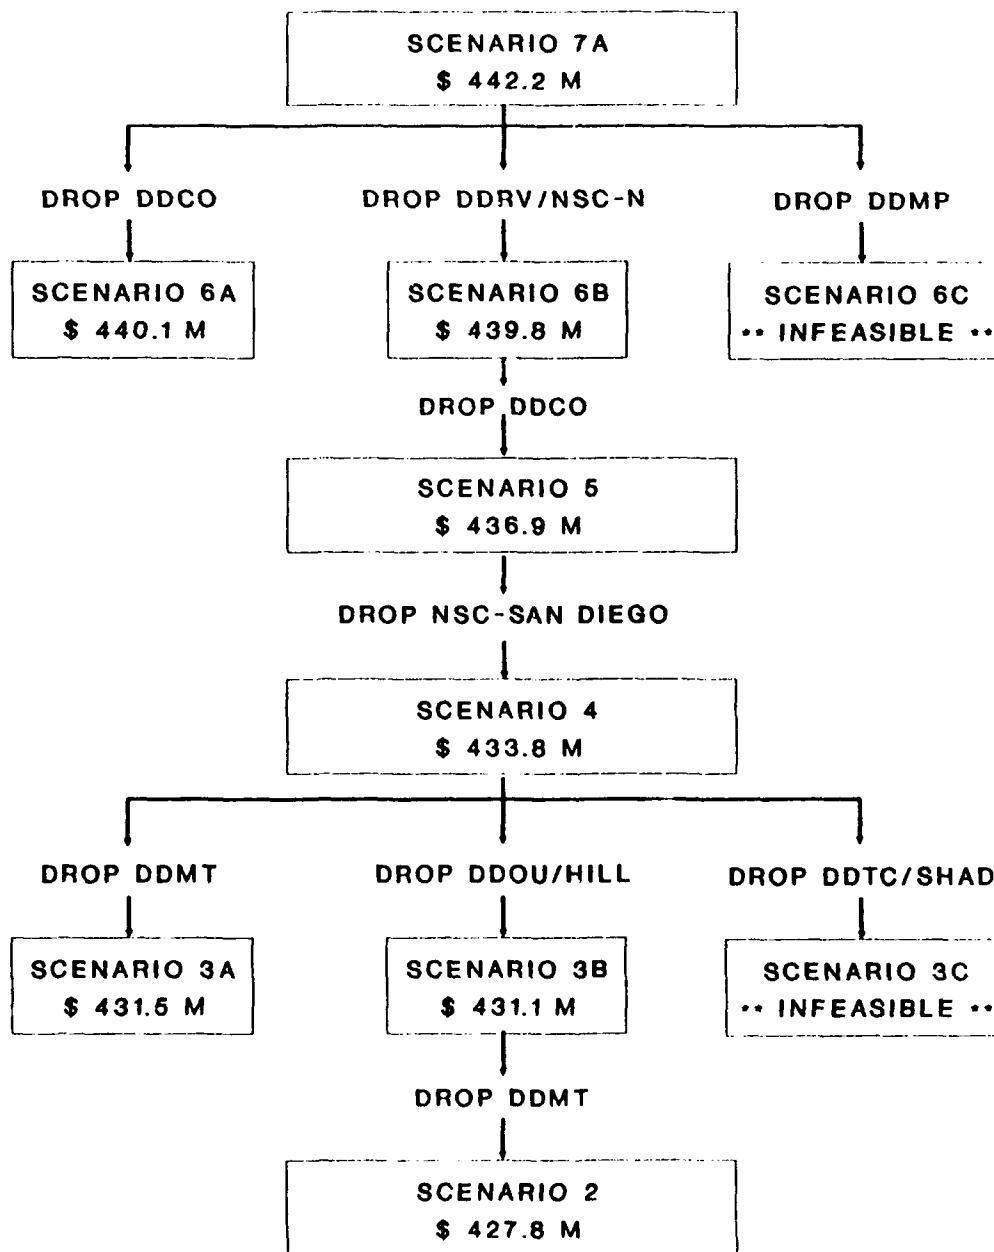 SCENARIO 7A
$ 442.2 M
DROP DDCO
DROP DDRV/NSC-N
DROP DDMP
SCENARIO 6A
$ 440.1 M
SCENARIO 6B
$ 439.8 M
SCENARIO 6C
** INFEASIBLE **
DROP DDCO
SCENARIO 5
$ 436.9 M
DROP NSC-SAN DIEGO
SCENARIO 4
$ 433.8 M
DROP DDMT
DROP DDOU/HILL
DROP DDTC/SHAD
SCENARIO 3A
$ 431.5 M
SCENARIO 3B
$ 431.1 M
SCENARIO 3C
** INFEASIBLE **
DROP DDMT
SCENARIO 2
$ 427.8 M